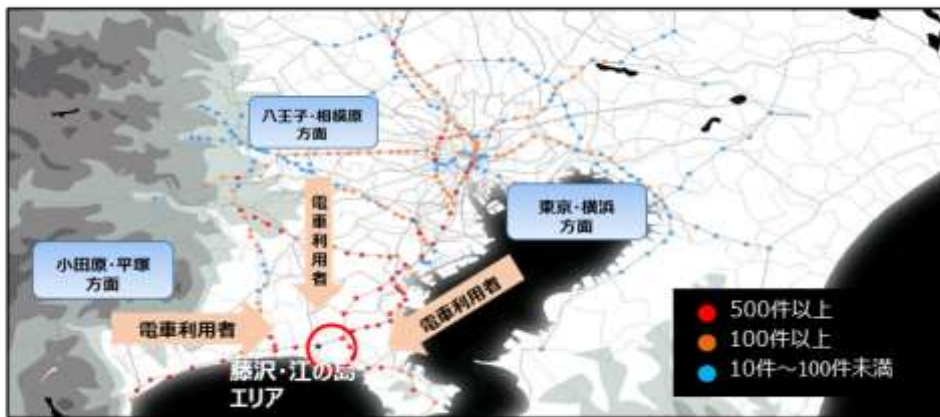 八王子・相模原
方面
電車利用者
東京・横浜
方面
小田原・平塚
方面
電車利用者
電車利用者
藤沢・江の島
エリア
500件以上
100件以上
10件～100件未満